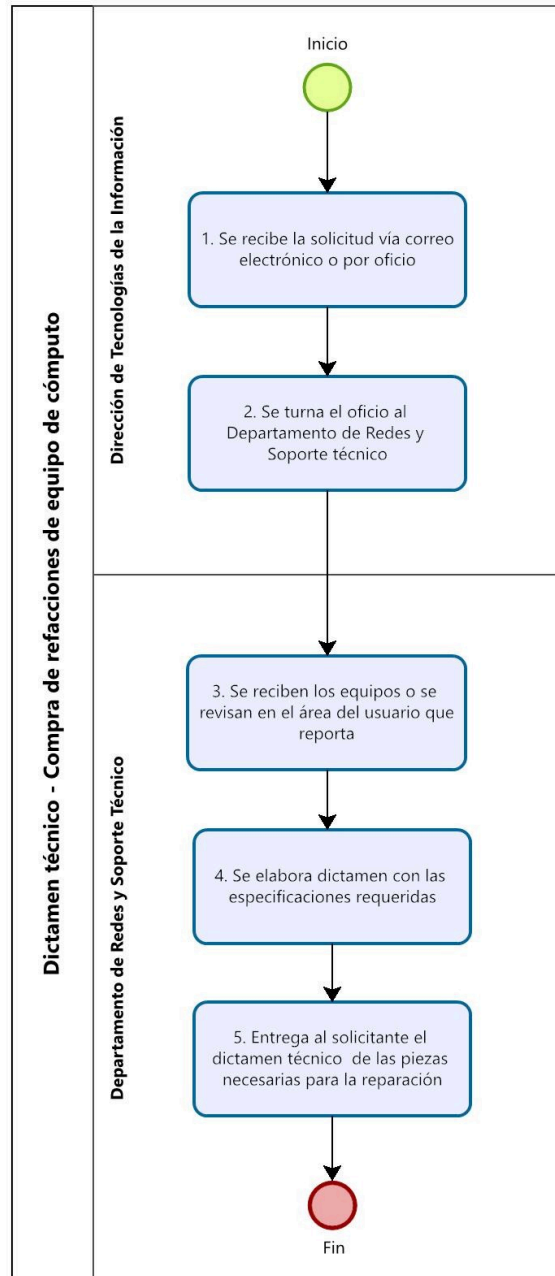 Dictamen técnico - Compra de refacciones de equipo de cómputo
Dirección de Tecnologías de la Información
Inicio
1. Se recibe la solicitud vía correo
electrónico o por oficio
2. Se turna el oficio al
Departamento de Redes y
Soporte técnico
Departamento de Redes y Soporte Técnico
3. Se reciben los equipos o se
revisan en el área del usuario que
reporta
4. Se elabora dictamen con las
especificaciones requeridas
5. Entrega al solicitante el
dictamen técnico de las piezas
necesarias para la reparación
Fin